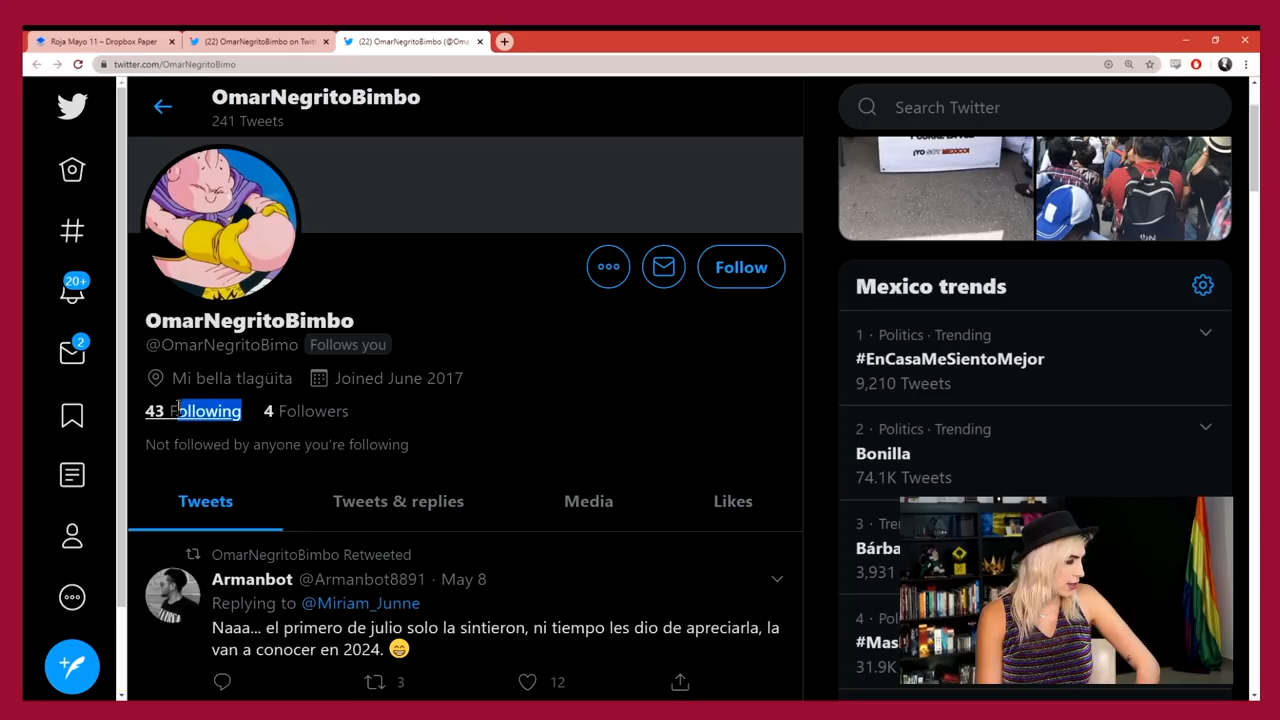 Roja Mayo 11 – Dropbox Paper
(22) OmarNegritoBimbo on Twitt
(22) OmarNegritoBimbo (@Oma
twitter.com/OmarNegritoBimo
OmarNegritoBimbo
241 Tweets
Follow
OmarNegritoBimbo
@OmarNegritoBimo Follows you
Mi bella tlagüita Joined June 2017
43 Following 4 Followers
Not followed by anyone you're following
Tweets Tweets & replies Media Likes
OmarNegritoBimbo Retweeted
Armanbot @Armanbot8891 · May 8
Replying to @Miriam_Junne
Naaa... el primero de julio solo la sintieron, ni tiempo les dio de apreciarla, la
van a conocer en 2024. 😁
3 12
20+
2
Search Twitter
¡YO SOY MEXICO!
Mexico trends
1 · Politics · Trending
#EnCasaMeSientoMejor
9,210 Tweets
2 · Politics · Trending
Bonilla
74.1K Tweets
3 · Tre
Bárba
3,931
4 · Pol
#Mas
31.9K